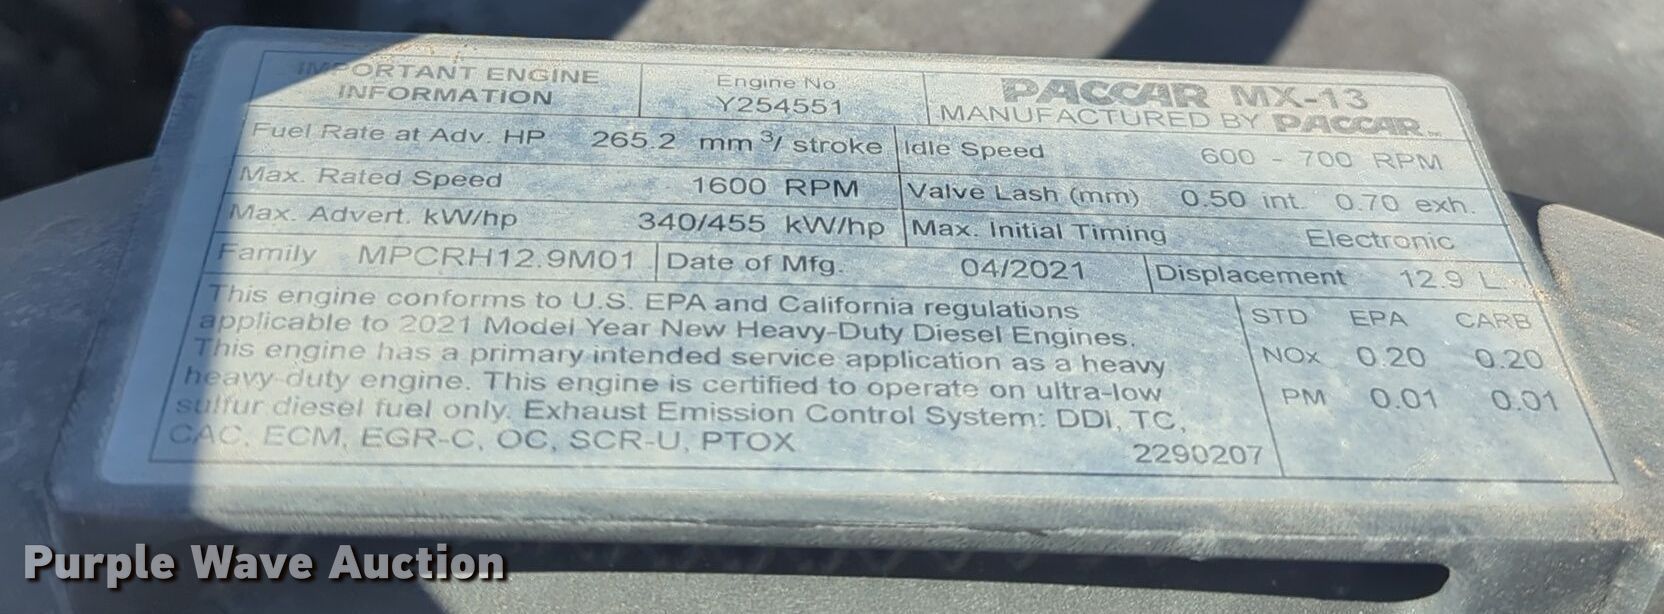 IMPORTANT ENGINE INFORMATION
Engine No
Y254551
PACCAR MX-13
MANUFACTURED BY PACCAR
Fuel Rate at Adv. HP 265.2 mm³/ stroke
Idle Speed 600 - 700 RPM
Max. Rated Speed 1600 RPM
Valve Lash (mm) 0.50 int. 0.70 exh.
Max. Advert. kW/hp 340/455 kW/hp
Max. Initial Timing Electronic
Family MPCRH12.9M01
Date of Mfg. 04/2021
Displacement 12.9 L
This engine conforms to U.S. EPA and California regulations
applicable to 2021 Model Year New Heavy-Duty Diesel Engines.
This engine has a primary intended service application as a heavy
heavy-duty engine. This engine is certified to operate on ultra-low
sulfur diesel fuel only. Exhaust Emission Control System: DDI, TC,
CAC, ECM, EGR-C, OC, SCR-U, PTOX
2290207
STD EPA CARB
NOx 0.20 0.20
PM 0.01 0.01
Purple Wave Auction